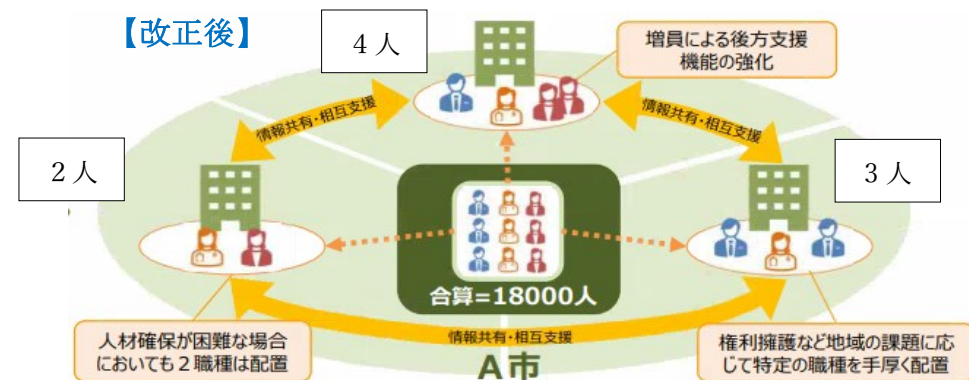 【改正後】
4人
増員による後方支援
機能の強化
情報共有・相互支援
情報共有・相互支援
2人
3人
合算=18000人
人材確保が困難な場合
においても2職種は配置
情報共有・相互支援
権利擁護など地域の課題に応
じて特定の職種を手厚く配置
A市